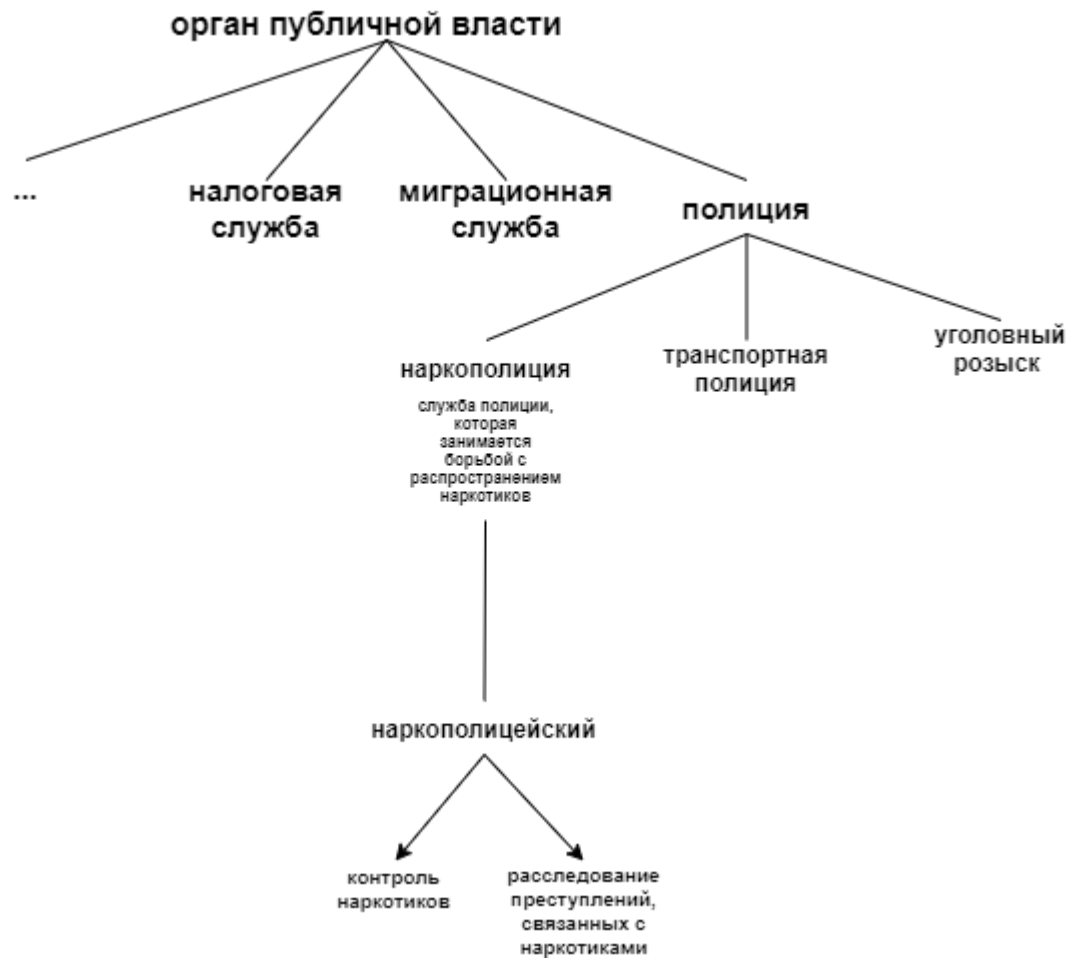 орган публичной власти
...
налоговая
служба
миграционная
служба
полиция
наркополиция
служба полиции,
которая
занимается
борьбой с
распространением
наркотиков
транспортная
полиция
уголовный
розыск
наркополицейский
контроль
наркотиков
расследование
преступлений,
связанных с
наркотиками